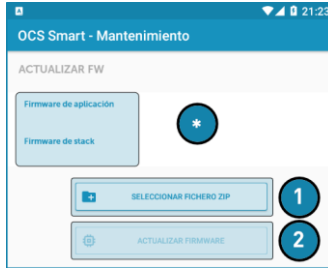 21:23
OCS Smart - Mantenimiento
ACTUALIZAR FW
Firmware de aplicación
*
Firmware de stack
SELECCIONAR FICHERO ZIP
1
ACTUALIZAR FIRMWARE
2